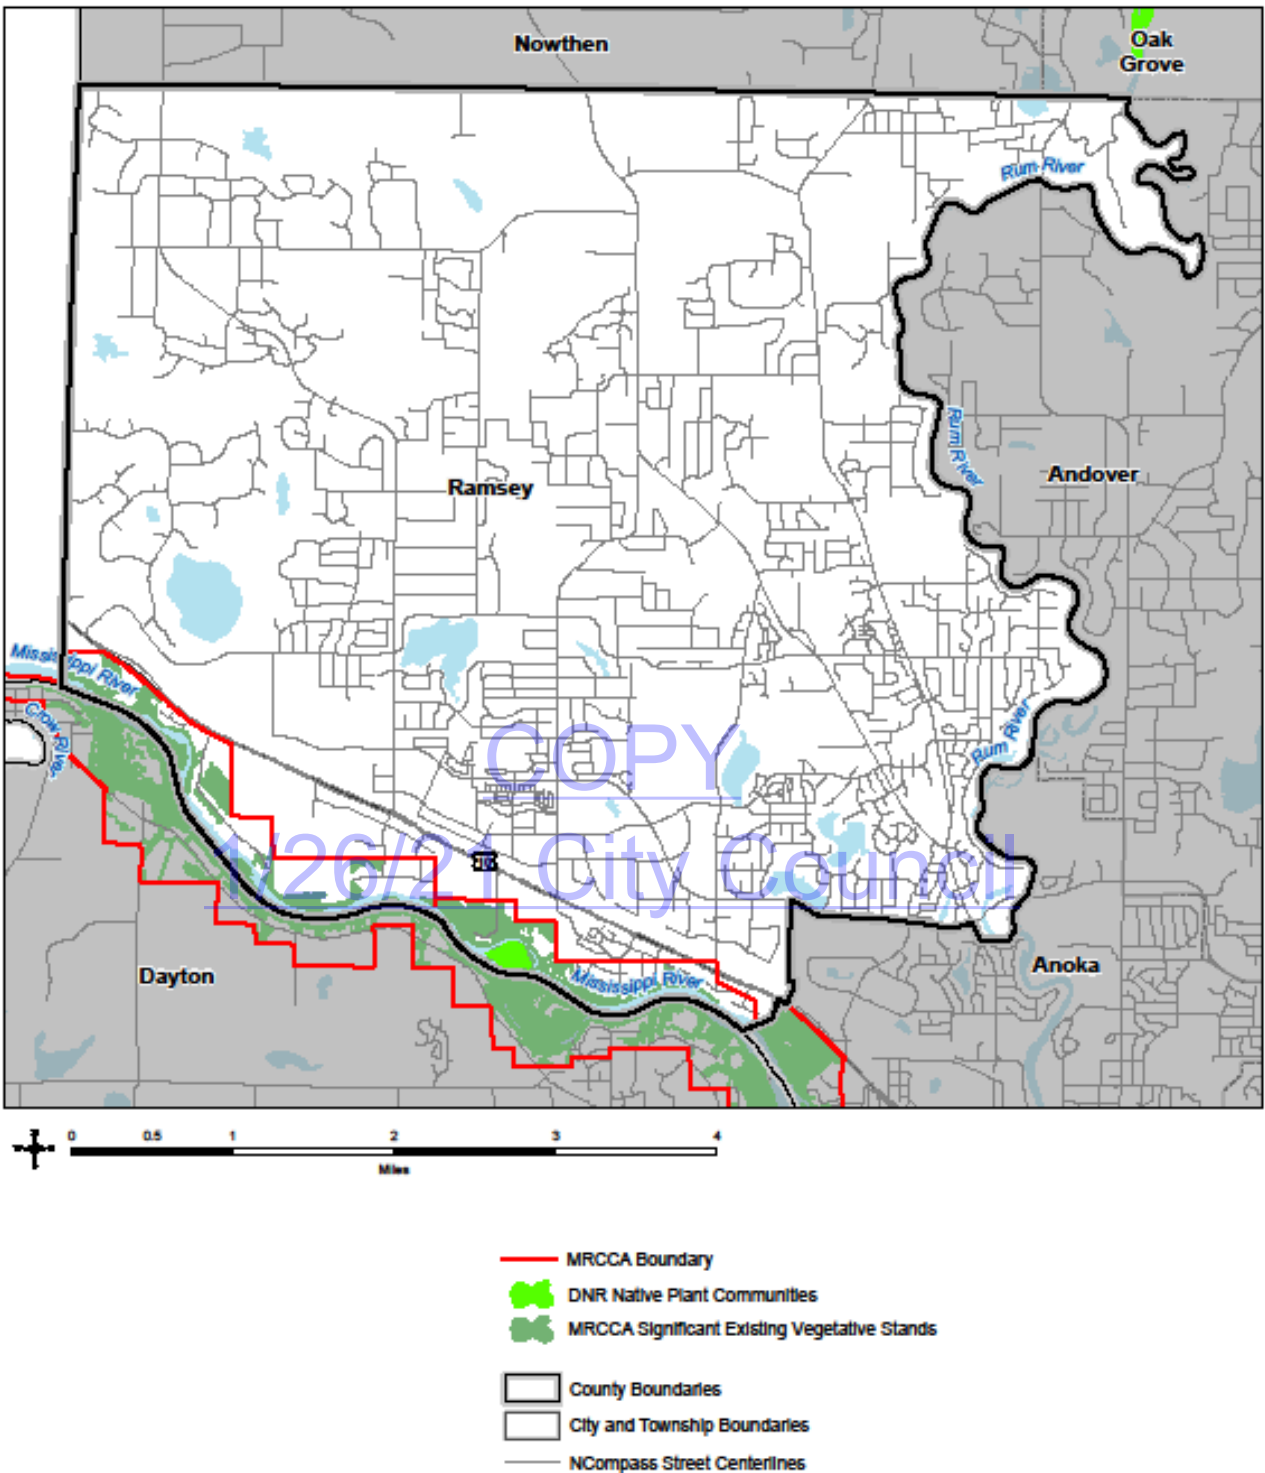 Nowthen
Oak
Grove
Rum River
Rum River
Andover
Ramsey
Mississippi River
Crow River
Rum River
COPY
1/26/21 City Council
Dayton
Mississippi River
Anoka
0 0.5 1 2 3 4
Miles
MRCCA Boundary
DNR Native Plant Communities
MRCCA Significant Existing Vegetative Stands
County Boundaries
City and Township Boundaries
NCompass Street Centerlines